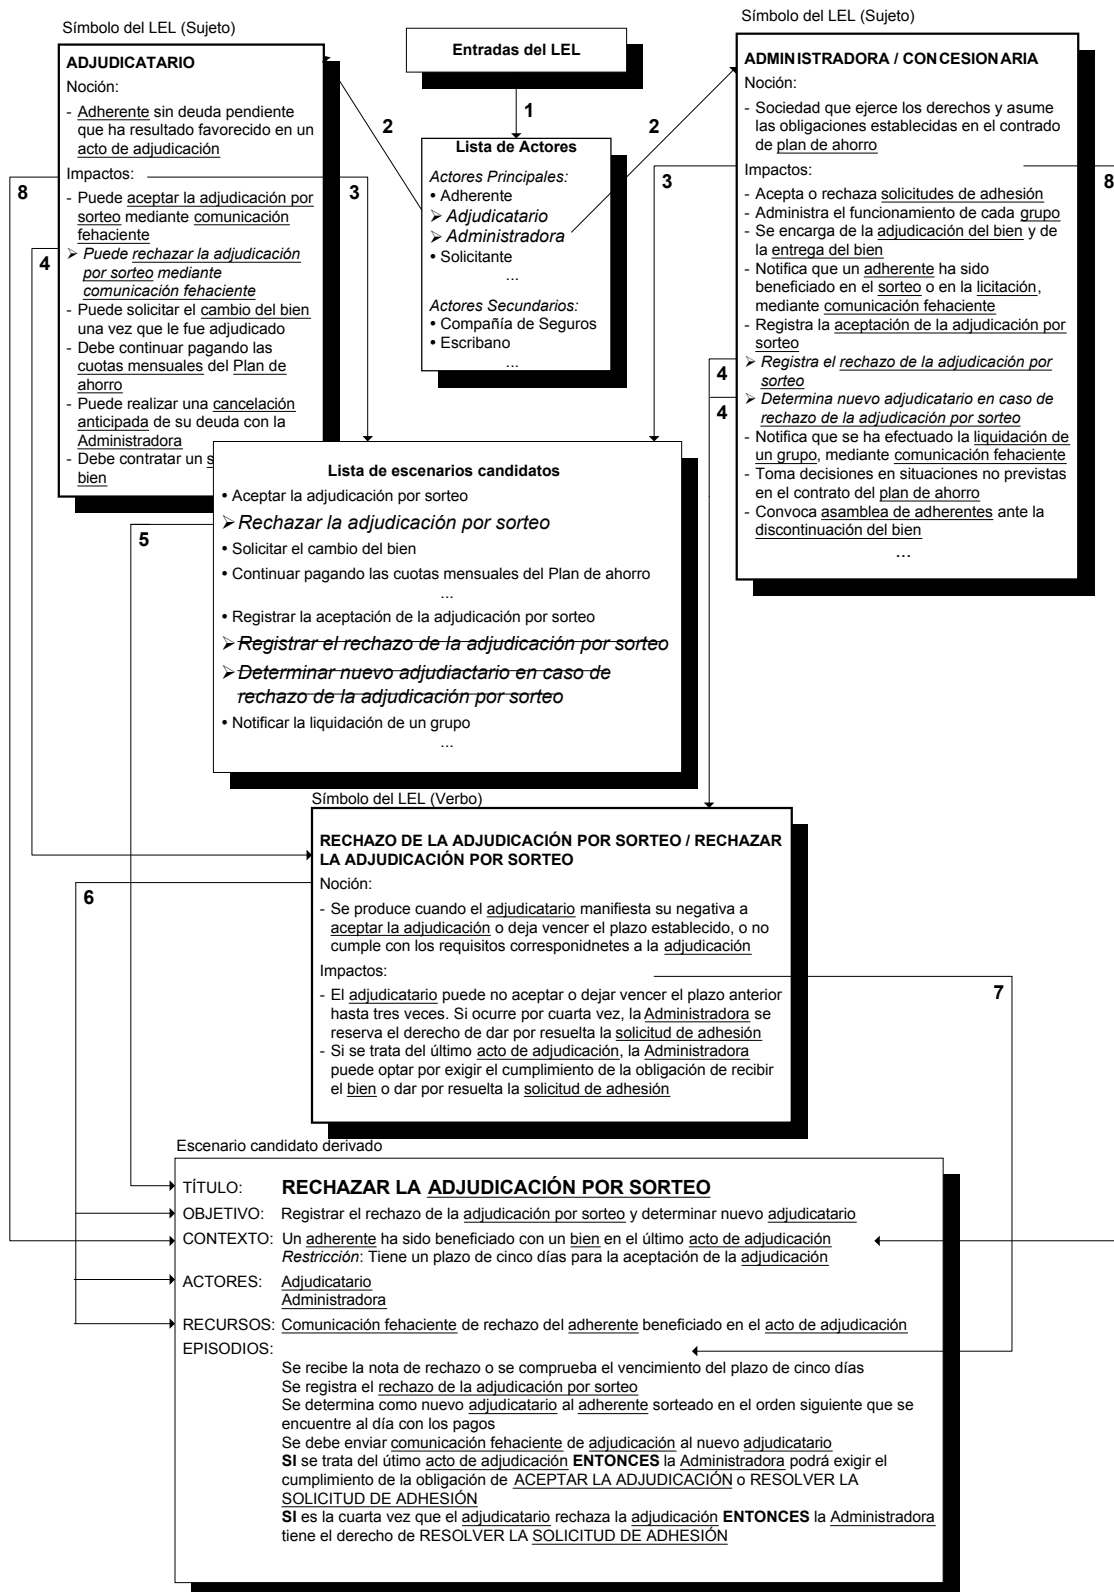 Símbolo del LEL (Sujeto)
ADJUDICATARIO
Noción:
- Adherente sin deuda pendiente
que ha resultado favorecido en un
acto de adjudicación
Impactos:
- Puede aceptar la adjudicación por
sorteo mediante comunicación
fehaciente
➢ Puede rechazar la adjudicación
por sorteo mediante
comunicación fehaciente
- Puede solicitar el cambio del bien
una vez que le fue adjudicado
- Debe continuar pagando las
cuotas mensuales del Plan de
ahorro
- Puede realizar una cancelación
anticipada de su deuda con la
Administradora
- Debe contratar un s
bien
Entradas del LEL
1
2
2
Lista de Actores
Actores Principales:
• Adherente
➢ Adjudicatario
➢ Administradora
• Solicitante
...
Actores Secundarios:
• Compañía de Seguros
• Escribano
...
Símbolo del LEL (Sujeto)
ADMINISTRADORA / CONCESIONARIA
Noción:
- Sociedad que ejerce los derechos y asume
las obligaciones establecidas en el contrado
de plan de ahorro
Impactos:
- Acepta o rechaza solicitudes de adhesión
- Administra el funcionamiento de cada grupo
- Se encarga de la adjudicación del bien y de
la entrega del bien
- Notifica que un adherente ha sido
beneficiado en el sorteo o en la licitación,
mediante comunicación fehaciente
- Registra la aceptación de la adjudicación por
sorteo
➢ Registra el rechazo de la adjudicación por
sorteo
➢ Determina nuevo adjudicatario en caso de
rechazo de la adjudicación por sorteo
- Notifica que se ha efectuado la liquidación de
un grupo, mediante comunicación fehaciente
- Toma decisiones en situaciones no previstas
en el contrato del plan de ahorro
- Convoca asamblea de adherentes ante la
discontinuación del bien
...
8
3
3
8
4
4
4
Lista de escenarios candidatos
• Aceptar la adjudicación por sorteo
➢ Rechazar la adjudicación por sorteo
• Solicitar el cambio del bien
• Continuar pagando las cuotas mensuales del Plan de ahorro
...
• Registrar la aceptación de la adjudicación por sorteo
➢ Registrar el rechazo de la adjudicación por sorteo
➢ Determinar nuevo adjudiactario en caso de
rechazo de la adjudicación por sorteo
• Notificar la liquidación de un grupo
...
5
Símbolo del LEL (Verbo)
RECHAZO DE LA ADJUDICACIÓN POR SORTEO / RECHAZAR
LA ADJUDICACIÓN POR SORTEO
Noción:
- Se produce cuando el adjudicatario manifiesta su negativa a
aceptar la adjudicación o deja vencer el plazo establecido, o no
cumple con los requisitos corresponidnetes a la adjudicación
Impactos:
- El adjudicatario puede no aceptar o dejar vencer el plazo anterior
hasta tres veces. Si ocurre por cuarta vez, la Administradora se
reserva el derecho de dar por resuelta la solicitud de adhesión
- Si se trata del último acto de adjudicación, la Administradora
puede optar por exigir el cumplimiento de la obligación de recibir
el bien o dar por resuelta la solicitud de adhesión
6
7
Escenario candidato derivado
TÍTULO: RECHAZAR LA ADJUDICACIÓN POR SORTEO
OBJETIVO: Registrar el rechazo de la adjudicación por sorteo y determinar nuevo adjudicatario
CONTEXTO: Un adherente ha sido beneficiado con un bien en el último acto de adjudicación
Restricción: Tiene un plazo de cinco días para la aceptación de la adjudicación
ACTORES: Adjudicatario
Administradora
RECURSOS: Comunicación fehaciente de rechazo del adherente beneficiado en el acto de adjudicación
EPISODIOS:
Se recibe la nota de rechazo o se comprueba el vencimiento del plazo de cinco días
Se registra el rechazo de la adjudicación por sorteo
Se determina como nuevo adjudicatario al adherente sorteado en el orden siguiente que se
encuentre al día con los pagos
Se debe enviar comunicación fehaciente de adjudicación al nuevo adjudicatario
SI se trata del útimo acto de adjudicación ENTONCES la Administradora podrá exigir el
cumplimiento de la obligación de ACEPTAR LA ADJUDICACIÓN o RESOLVER LA
SOLICITUD DE ADHESIÓN
SI es la cuarta vez que el adjudicatario rechaza la adjudicación ENTONCES la Administradora
tiene el derecho de RESOLVER LA SOLICITUD DE ADHESIÓN